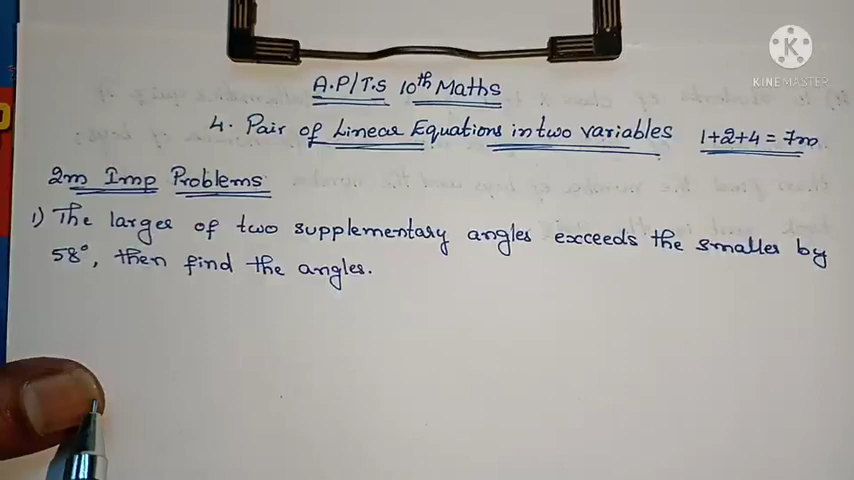 KINEMASTER
A.P/T.S 10th Maths
4. Pair of Linear Equations in two variables 1+2+4 = 7m
2m Imp Problems
1) The larger of two supplementary angles exceeds the smaller by
58°, then find the angles.